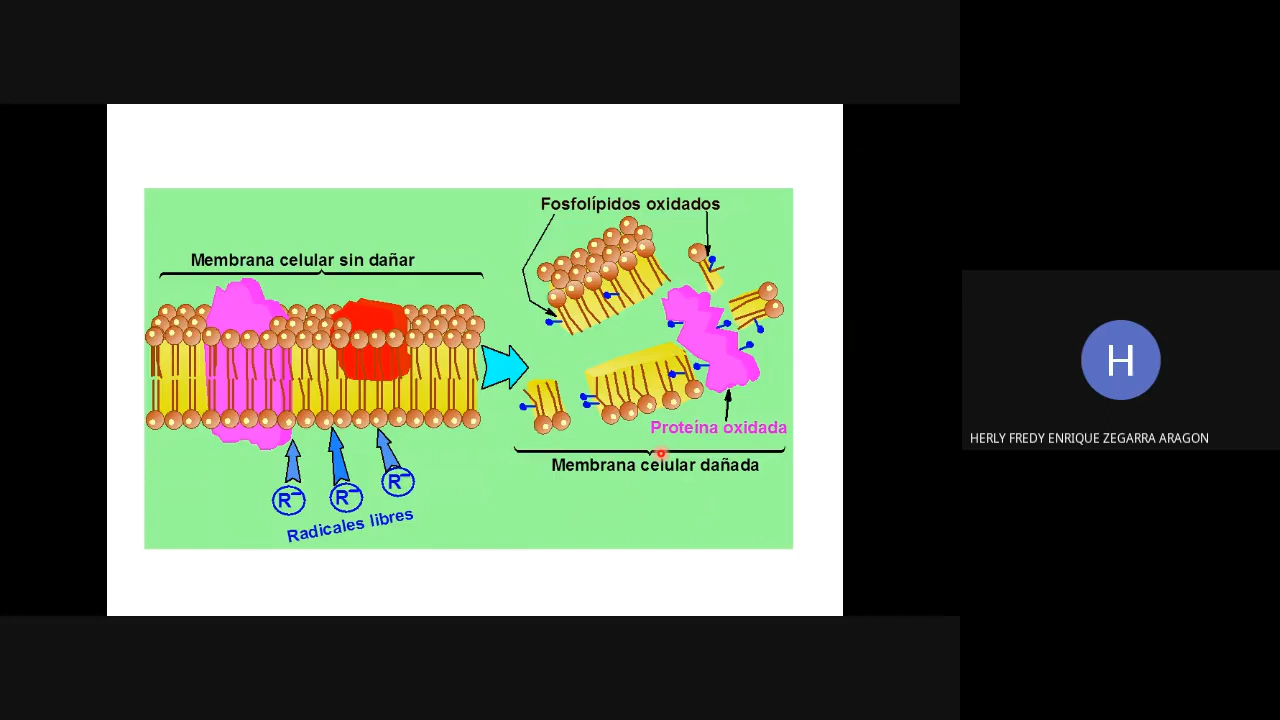 Fosfolípidos oxidados
Membrana celular sin dañar
Proteína oxidada
Membrana celular dañada
R–
R–
R–
Radicales libres
H
HERLY FREDY ENRIQUE ZEGARRA ARAGON